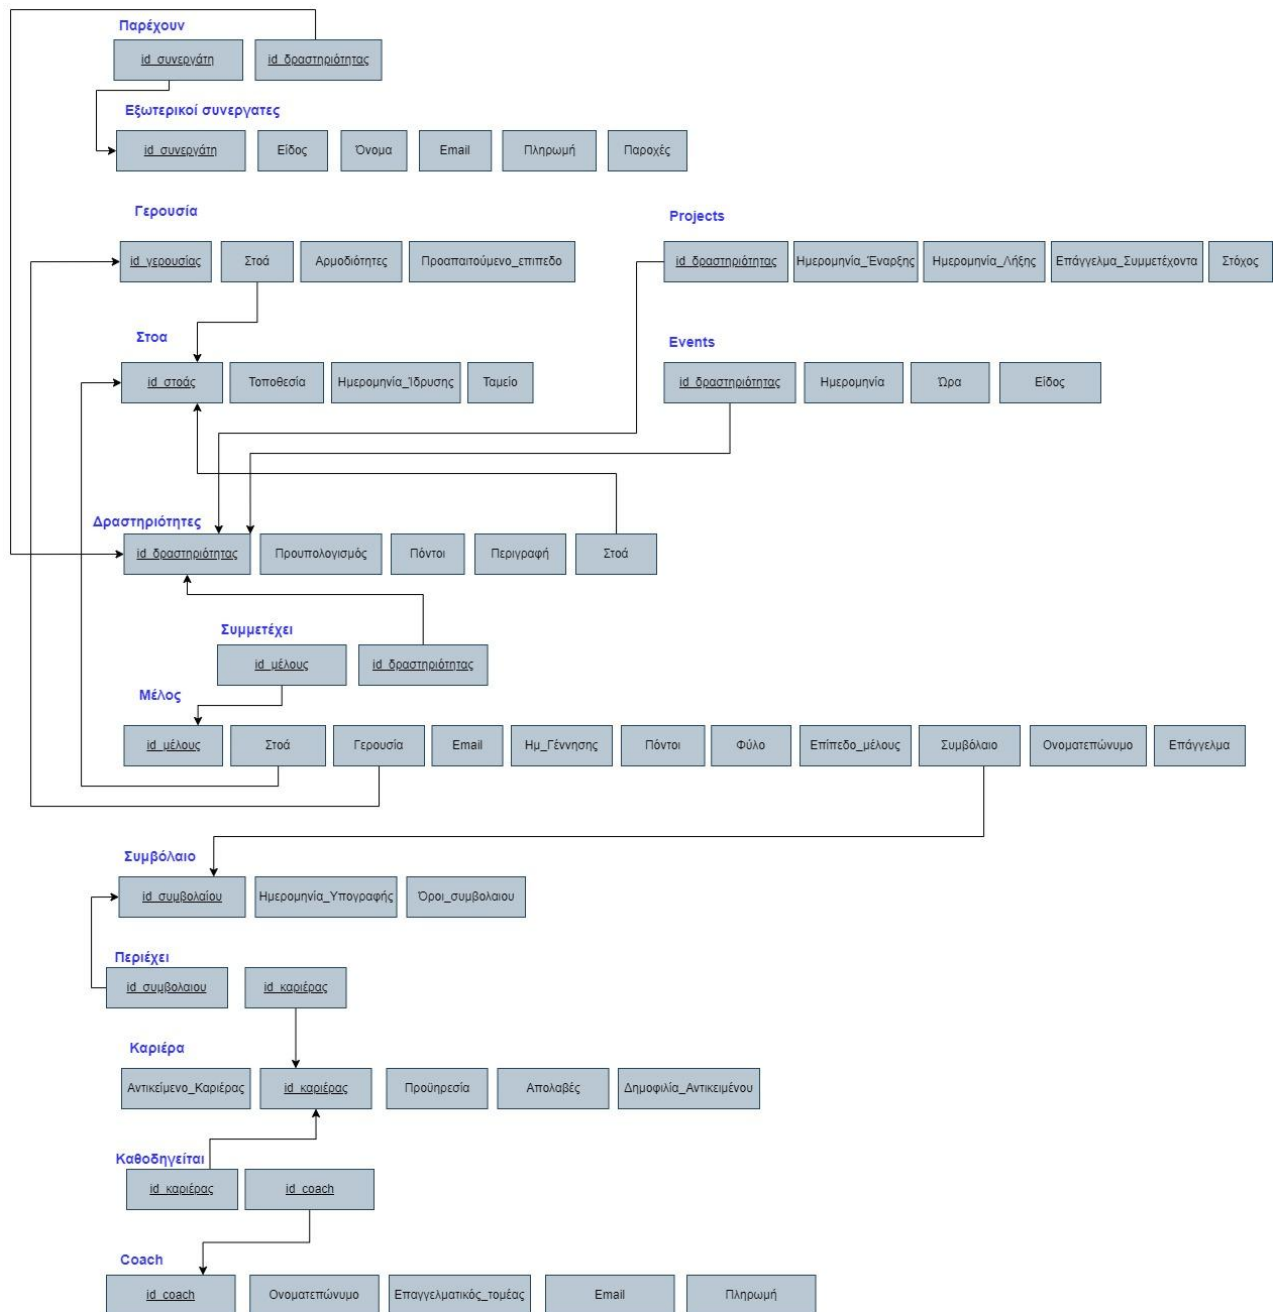 Παρέχουν
id_συνεργάτη id_δραστηριότητας
Εξωτερικοί συνεργατες
id_συνεργάτη Είδος Όνομα Email Πληρωμή Παροχές
Γερουσία
id_γερουσίας Στοά Αρμοδιότητες Προαπαιτούμενο_επιπεδο
Projects
id_δραστηριότητας Ημερομηνία_Έναρξης Ημερομηνία_Λήξης Επάγγελμα_Συμμετέχοντα Στόχος
Στοα
id_στοάς Τοποθεσία Ημερομηνία_Ίδρυσης Ταμείο
Events
id_δραστηριότητας Ημερομηνία Ώρα Είδος
Δραστηριότητες
id_δραστηριότητας Προυπολογισμός Πόντοι Περιγραφή Στοά
Συμμετέχει
id_μέλους id_δραστηριότητας
Μέλος
id_μέλους Στοά Γερουσία Email Ημ_Γέννησης Πόντοι Φύλο Επίπεδο_μέλους Συμβόλαιο Ονοματεπώνυμο Επάγγελμα
Συμβόλαιο
id_συμβολαίου Ημερομηνία_Υπογραφής Όροι_συμβολαιου
Περιέχει
id_συμβολαιου id_καριέρας
Καριέρα
Αντικείμενο_Καριέρας id_καριέρας Προϋηρεσία Απολαβές Δημοφιλία_Αντικειμένου
Καθοδηγείται
id_καριέρας id_coach
Coach
id_coach Ονοματεπώνυμο Επαγγελματικός_τομέας Email Πληρωμή